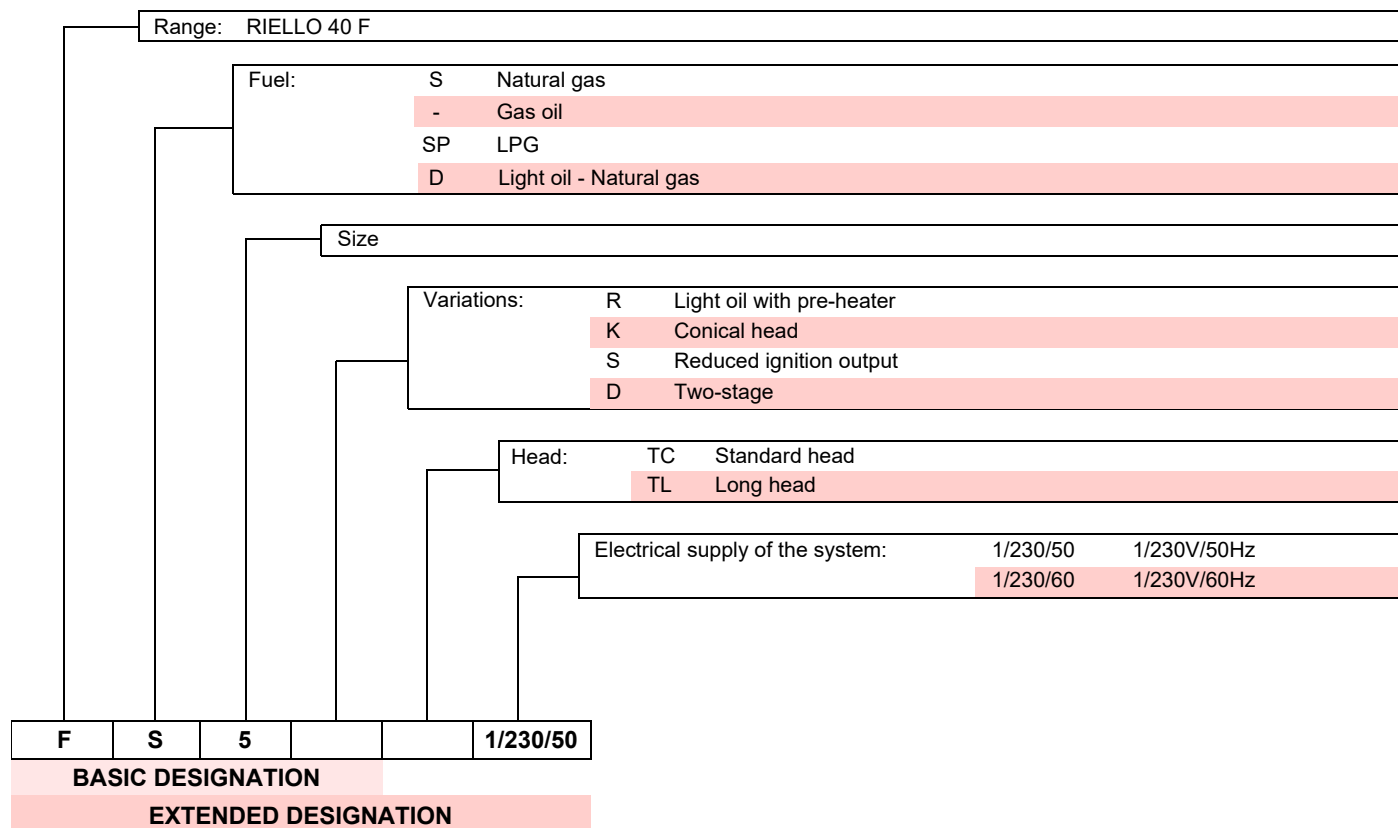 Range: RIELLO 40 F
Fuel: S Natural gas
- Gas oil
SP LPG
D Light oil - Natural gas
Size
Variations: R Light oil with pre-heater
K Conical head
S Reduced ignition output
D Two-stage
Head: TC Standard head
TL Long head
Electrical supply of the system: 1/230/50 1/230V/50Hz
1/230/60 1/230V/60Hz
F S 5 1/230/50
BASIC DESIGNATION
EXTENDED DESIGNATION